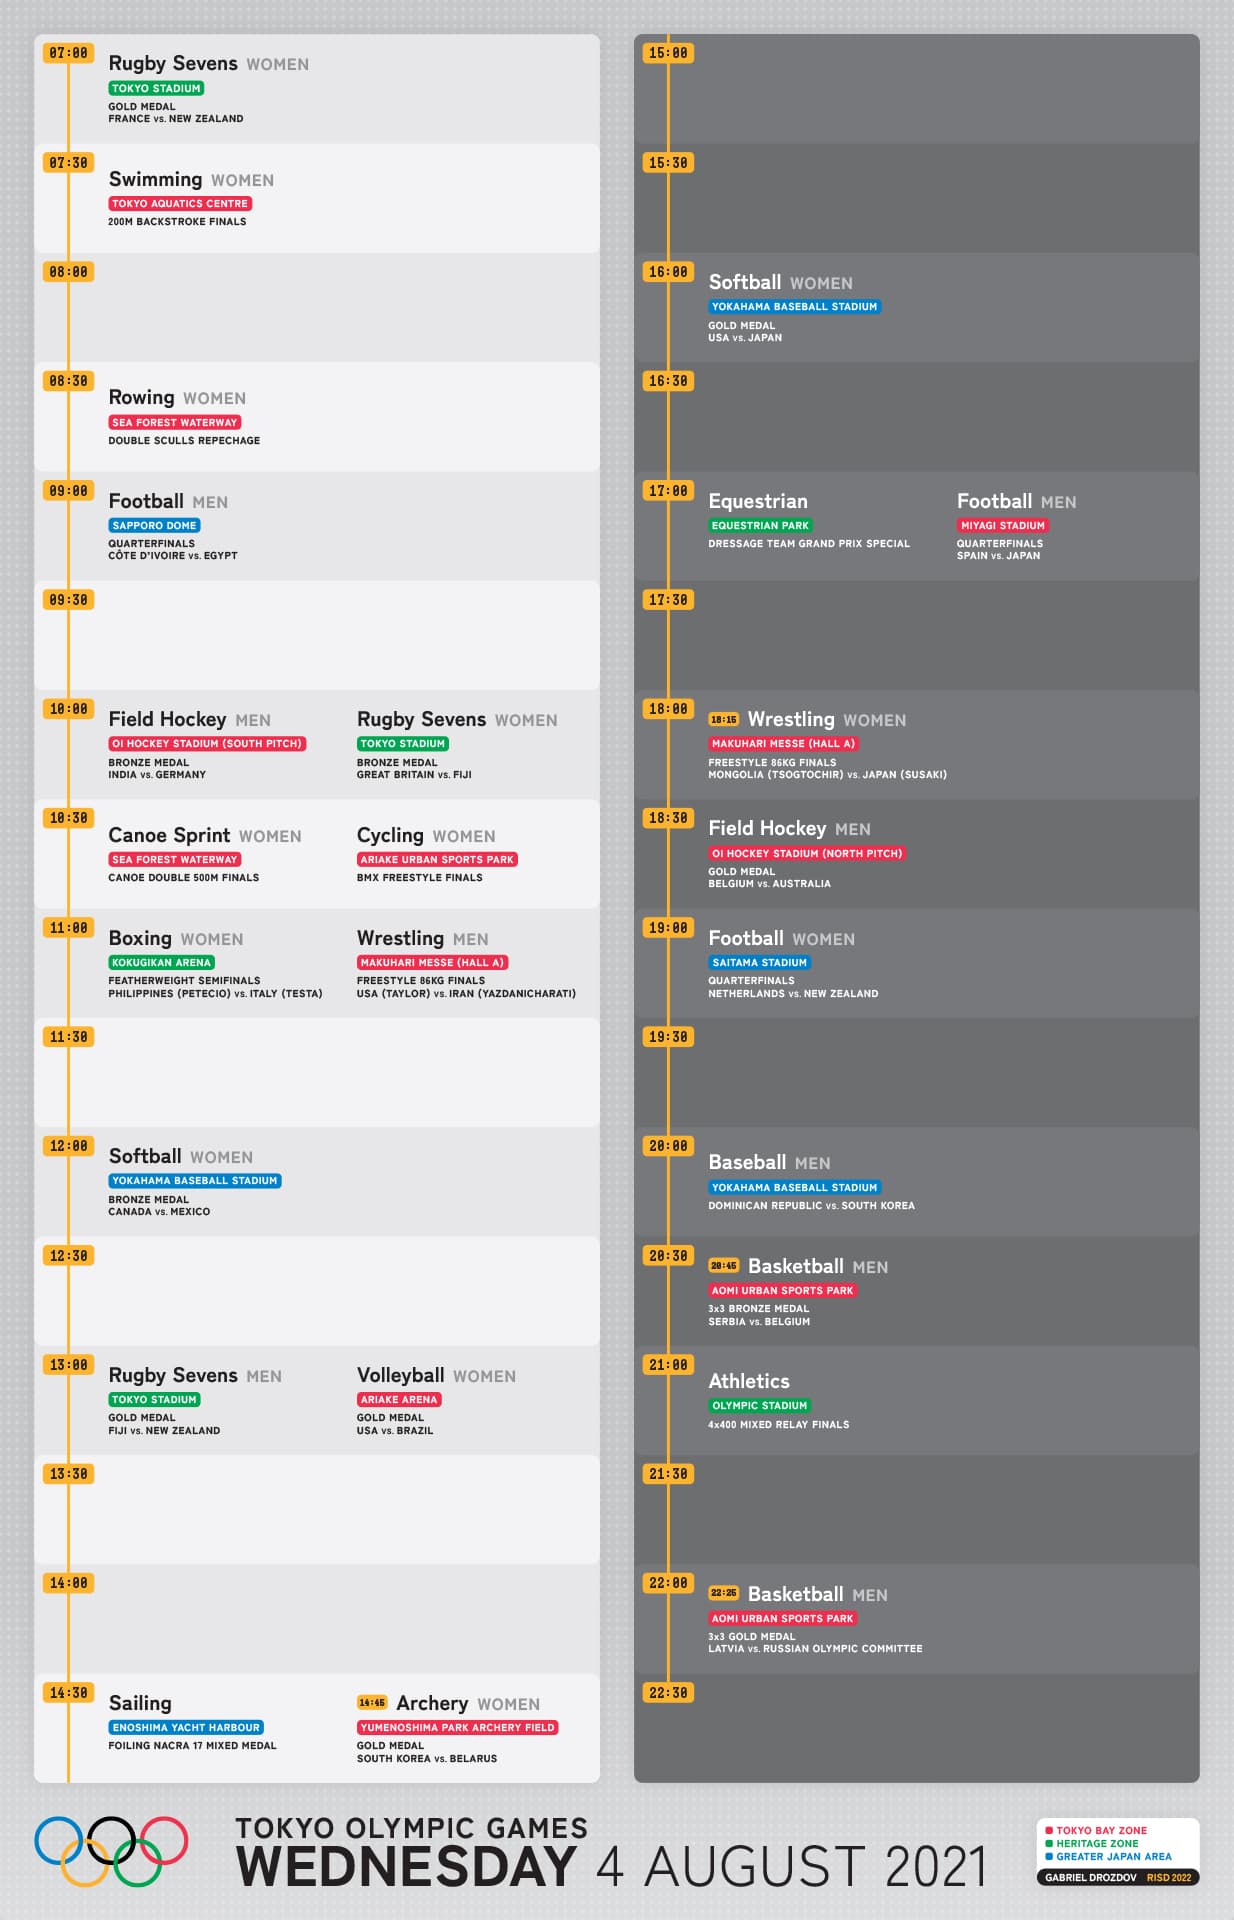 07:00
Rugby Sevens WOMEN
TOKYO STADIUM
GOLD MEDAL
FRANCE vs. NEW ZEALAND
07:30
Swimming WOMEN
TOKYO AQUATICS CENTRE
200M BACKSTROKE FINALS
08:00
08:30
Rowing WOMEN
SEA FOREST WATERWAY
DOUBLE SCULLS REPECHAGE
09:00
Football MEN
SAPPORO DOME
QUARTERFINALS
CÔTE D'IVOIRE vs. EGYPT
09:30
10:00
Field Hockey MEN
OI HOCKEY STADIUM (SOUTH PITCH)
BRONZE MEDAL
INDIA vs. GERMANY
Rugby Sevens WOMEN
TOKYO STADIUM
BRONZE MEDAL
GREAT BRITAIN vs. FIJI
10:30
Canoe Sprint WOMEN
SEA FOREST WATERWAY
CANOE DOUBLE 500M FINALS
Cycling WOMEN
ARIAKE URBAN SPORTS PARK
BMX FREESTYLE FINALS
11:00
Boxing WOMEN
KOKUGIKAN ARENA
FEATHERWEIGHT SEMIFINALS
PHILIPPINES (PETECIO) vs. ITALY (TESTA)
Wrestling MEN
MAKUHARI MESSE (HALL A)
FREESTYLE 86KG FINALS
USA (TAYLOR) vs. IRAN (YAZDANICHARATI)
11:30
12:00
Softball WOMEN
YOKAHAMA BASEBALL STADIUM
BRONZE MEDAL
CANADA vs. MEXICO
12:30
13:00
Rugby Sevens MEN
TOKYO STADIUM
GOLD MEDAL
FIJI vs. NEW ZEALAND
Volleyball WOMEN
ARIAKE ARENA
GOLD MEDAL
USA vs. BRAZIL
13:30
14:00
14:30
Sailing
ENOSHIMA YACHT HARBOUR
FOILING NACRA 17 MIXED MEDAL
14:45 Archery WOMEN
YUMENOSHIMA PARK ARCHERY FIELD
GOLD MEDAL
SOUTH KOREA vs. BELARUS
15:00
15:30
16:00
Softball WOMEN
YOKAHAMA BASEBALL STADIUM
GOLD MEDAL
USA vs. JAPAN
16:30
17:00
Equestrian
EQUESTRIAN PARK
DRESSAGE TEAM GRAND PRIX SPECIAL
Football MEN
MIYAGI STADIUM
QUARTERFINALS
SPAIN vs. JAPAN
17:30
18:00
18:15 Wrestling WOMEN
MAKUHARI MESSE (HALL A)
FREESTYLE 86KG FINALS
MONGOLIA (TSOGTOCHIR) vs. JAPAN (SUSAKI)
18:30
Field Hockey MEN
OI HOCKEY STADIUM (NORTH PITCH)
GOLD MEDAL
BELGIUM vs. AUSTRALIA
19:00
Football WOMEN
SAITAMA STADIUM
QUARTERFINALS
NETHERLANDS vs. NEW ZEALAND
19:30
20:00
Baseball MEN
YOKAHAMA BASEBALL STADIUM
DOMINICAN REPUBLIC vs. SOUTH KOREA
20:30
20:45 Basketball MEN
AOMI URBAN SPORTS PARK
3x3 BRONZE MEDAL
SERBIA vs. BELGIUM
21:00
Athletics
OLYMPIC STADIUM
4x400 MIXED RELAY FINALS
21:30
22:00
22:25 Basketball MEN
AOMI URBAN SPORTS PARK
3x3 GOLD MEDAL
LATVIA vs. RUSSIAN OLYMPIC COMMITTEE
22:30
TOKYO OLYMPIC GAMES
WEDNESDAY 4 AUGUST 2021
TOKYO BAY ZONE
HERITAGE ZONE
GREATER JAPAN AREA
GABRIEL DROZDOV RISD 2022